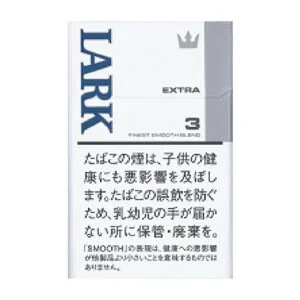 LARK
EXTRA
3
FINEST SMOOTH BLEND
たばこの煙は、子供の健
康にも悪影響を及ぼし
ます。たばこの誤飲を防ぐ
ため、乳幼児の手が届か
ない所に保管・廃棄を。
「SMOOTH」の表現は、健康への悪影響
が他製品より小さいことを意味するものでは
ありません。